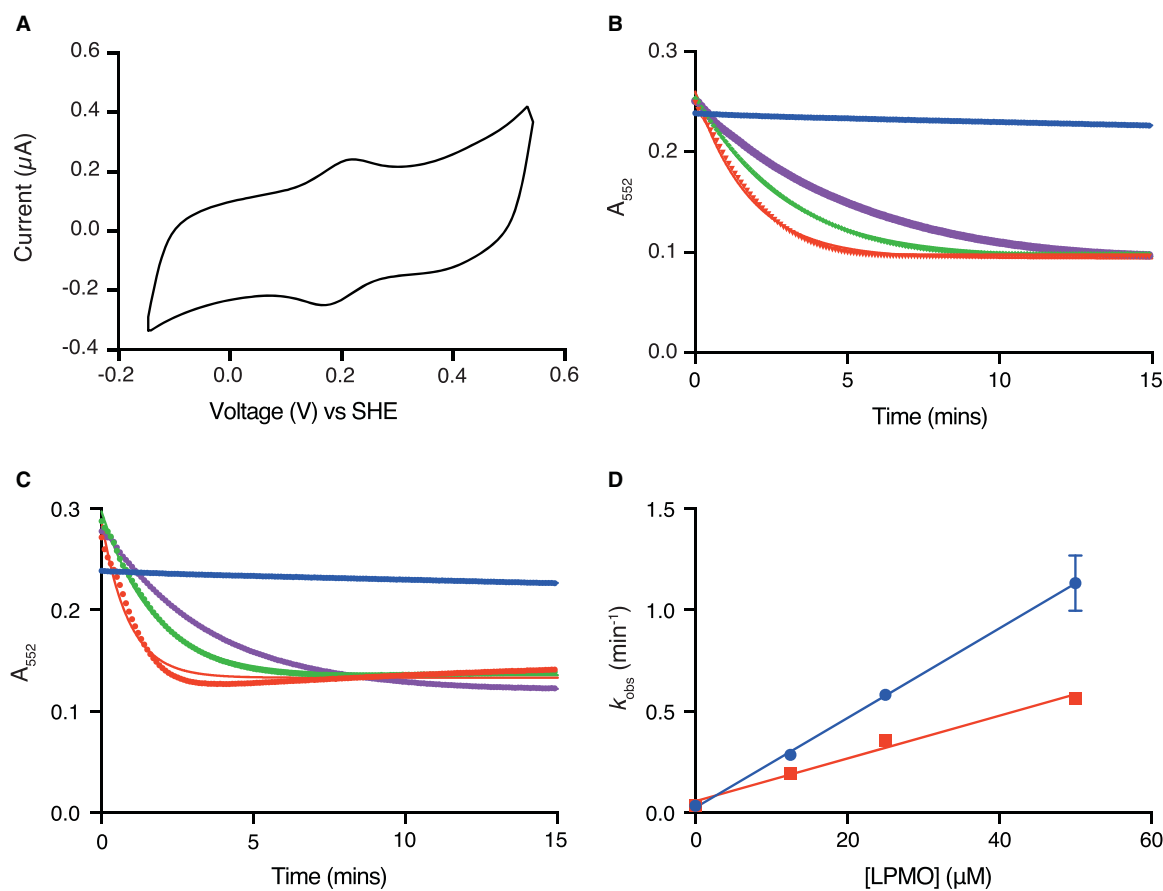 A
Current (µA)
0.6
0.4
0.2
0.0
-0.2
-0.4
-0.2
0.0
0.2
0.4
0.6
Voltage (V) vs SHE
B
A552
0.3
0.2
0.1
0.0
0
5
10
15
Time (mins)
C
A552
0.3
0.2
0.1
0.0
0
5
10
15
Time (mins)
D
kobs (min-1)
1.5
1.0
0.5
0.0
0
20
40
60
[LPMO] (µM)